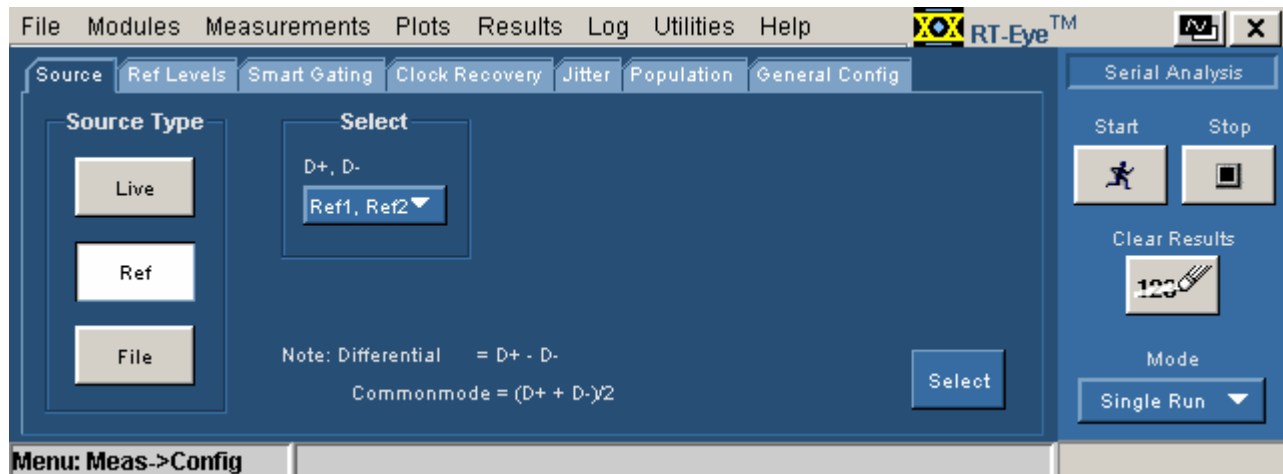 File Modules Measurements Plots Results Log Utilities Help RT-Eye™
Source Ref Levels Smart Gating Clock Recovery Jitter Population General Config
Serial Analysis
Source Type
Live
Ref
File
Select
D+, D-
Ref1, Ref2
Note: Differential = D+ - D-
Commonmode = (D+ + D-)/2
Select
Start Stop
Clear Results
123
Mode
Single Run
Menu: Meas->Config